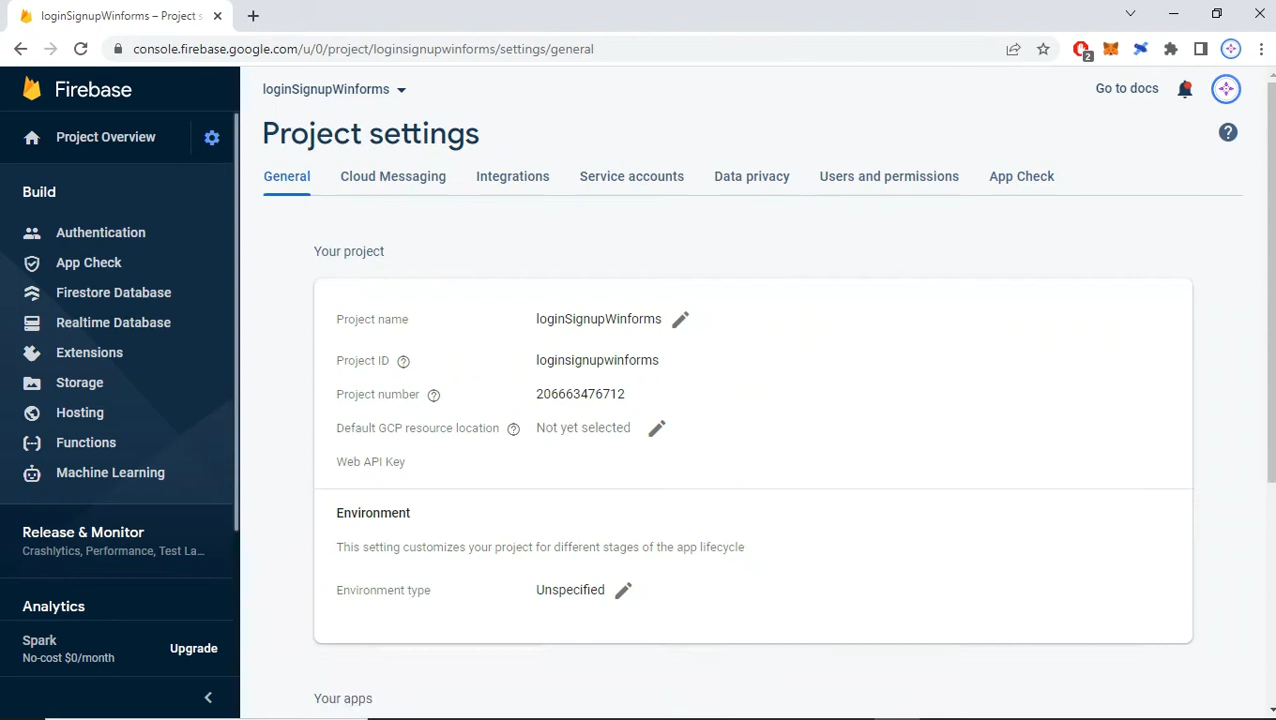 loginSignupWinforms – Project s
console.firebase.google.com/u/0/project/loginsignupwinforms/settings/general
2
Firebase
loginSignupWinforms
Go to docs
Project Overview
Project settings
General Cloud Messaging Integrations Service accounts Data privacy Users and permissions App Check
Build
Authentication
App Check
Firestore Database
Realtime Database
Extensions
Storage
Hosting
Functions
Machine Learning
Release & Monitor
Crashlytics, Performance, Test La...
Analytics
Spark
No-cost $0/month
Upgrade
Your project
Project name loginSignupWinforms
Project ID loginsignupwinforms
Project number 206663476712
Default GCP resource location Not yet selected
Web API Key
Environment
This setting customizes your project for different stages of the app lifecycle
Environment type Unspecified
Your apps